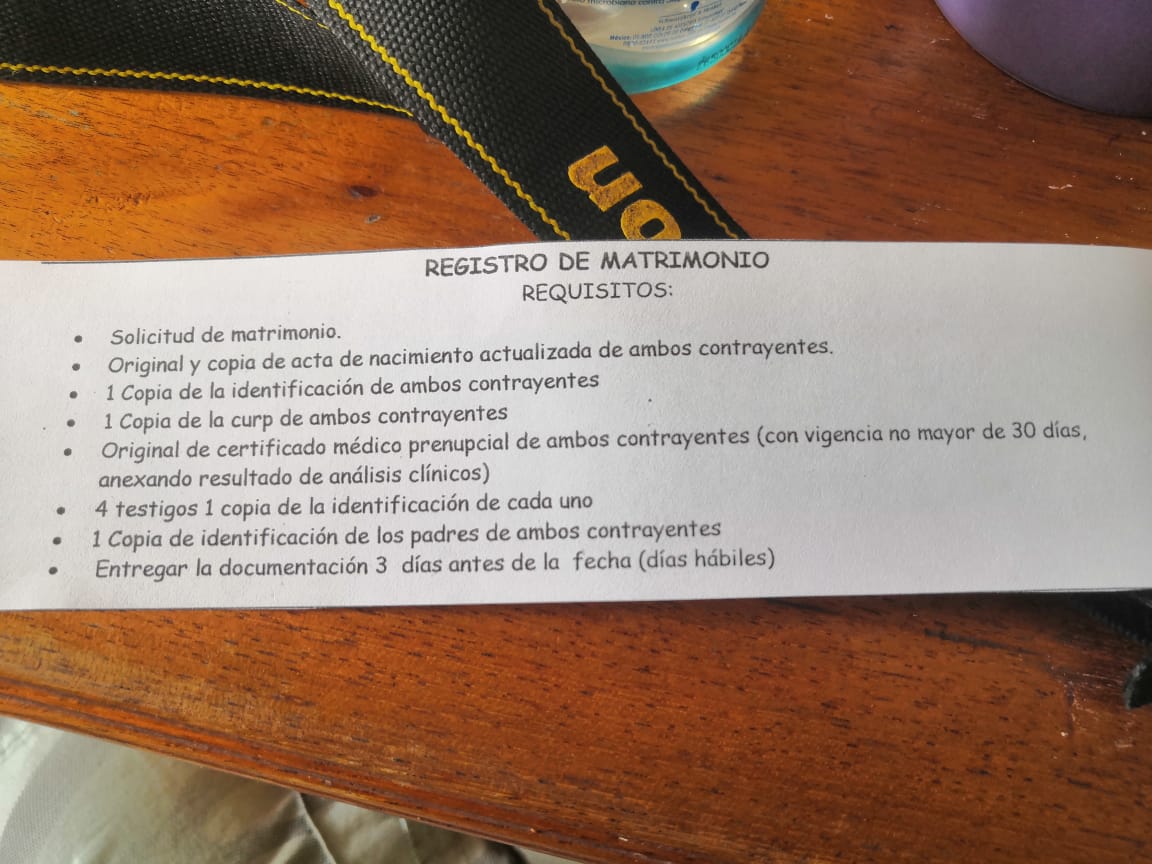 on
REGISTRO DE MATRIMONIO
REQUISITOS:
• Solicitud de matrimonio.
• Original y copia de acta de nacimiento actualizada de ambos contrayentes.
• 1 Copia de la identificación de ambos contrayentes
• 1 Copia de la curp de ambos contrayentes
• Original de certificado médico prenupcial de ambos contrayentes (con vigencia no mayor de 30 días,
anexando resultado de análisis clínicos)
• 4 testigos 1 copia de la identificación de cada uno
• 1 Copia de identificación de los padres de ambos contrayentes
• Entregar la documentación 3 días antes de la fecha (días hábiles)